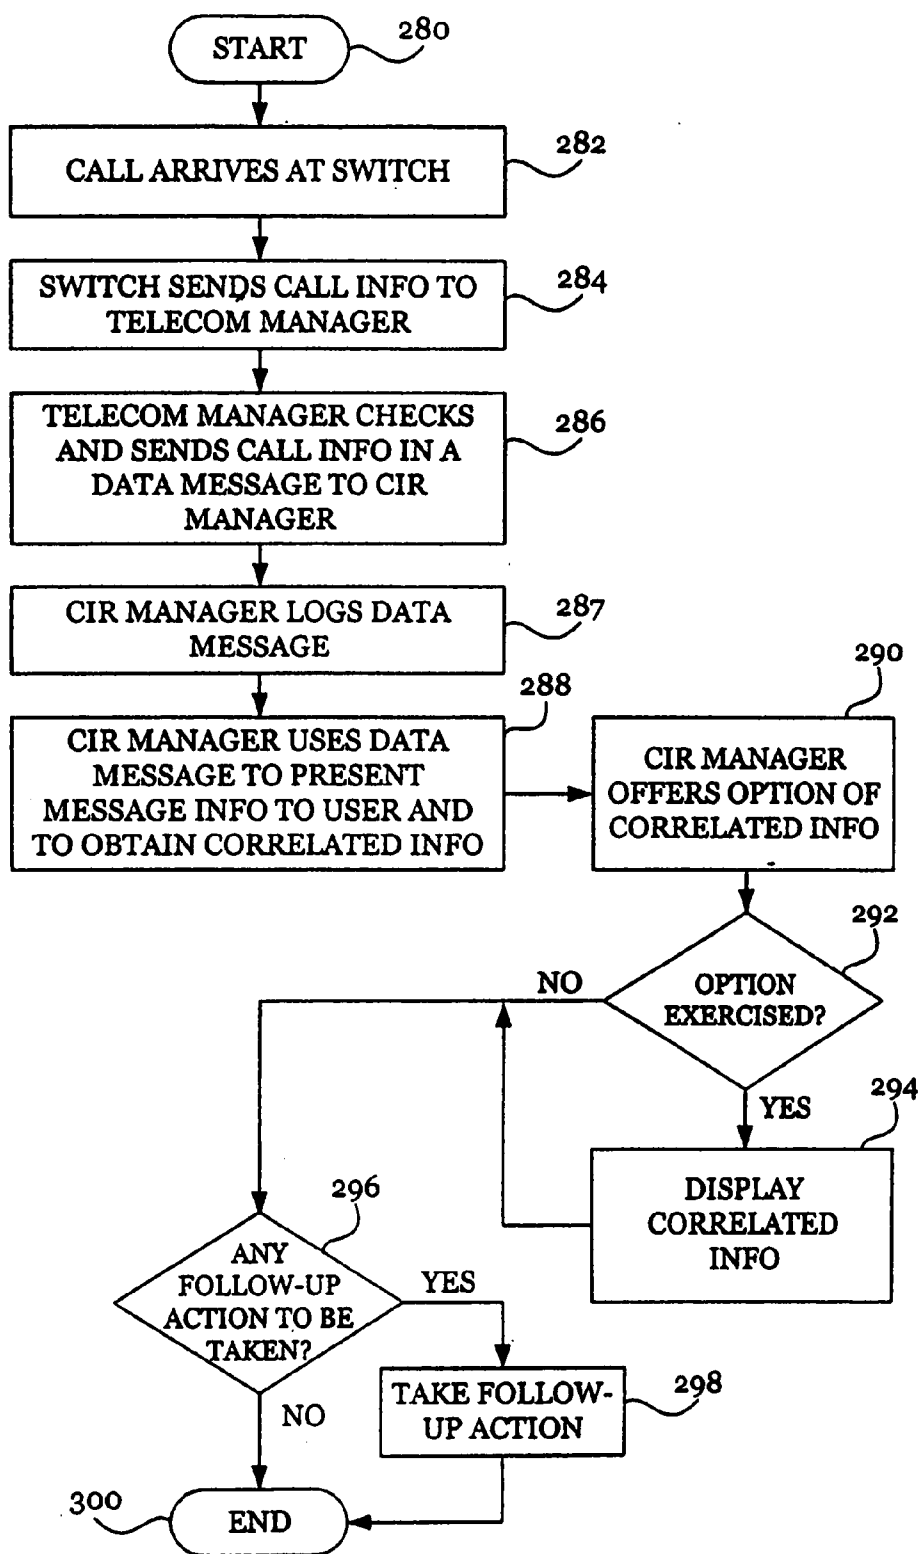 START
280
CALL ARRIVES AT SWITCH
282
SWITCH SENDS CALL INFO TO
TELECOM MANAGER
284
TELECOM MANAGER CHECKS
AND SENDS CALL INFO IN A
DATA MESSAGE TO CIR
MANAGER
286
CIR MANAGER LOGS DATA
MESSAGE
287
CIR MANAGER USES DATA
MESSAGE TO PRESENT
MESSAGE INFO TO USER AND
TO OBTAIN CORRELATED INFO
288
CIR MANAGER
OFFERS OPTION OF
CORRELATED INFO
290
OPTION
EXERCISED?
292
NO
YES
DISPLAY
CORRELATED
INFO
294
ANY
FOLLOW-UP
ACTION TO BE
TAKEN?
296
YES
NO
TAKE FOLLOW-
UP ACTION
298
END
300